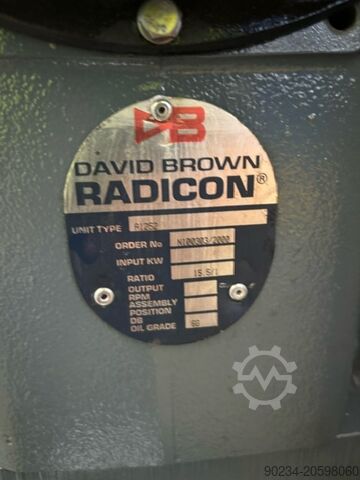 DB
DAVID BROWN
RADICON®
UNIT TYPE
ORDER No
INPUT KW
RATIO 15.5/1
OUTPUT
RPM
ASSEMBLY
POSITION
DB
OIL GRADE 6G
90234-20598060